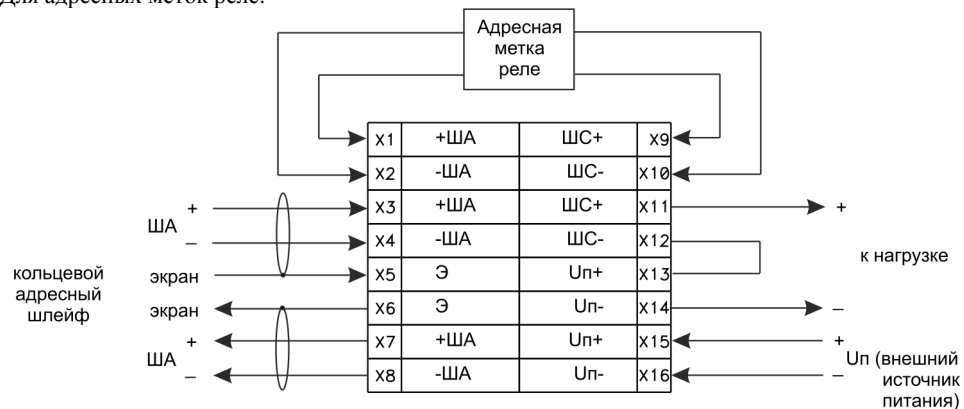 Для адресных меток реле:
Адресная
метка
реле
X1 +ША ШС+ X9
X2 -ША ШС- X10
X3 +ША ШС+ X11
X4 -ША ШС- X12
X5 Э Uп+ X13
X6 Э Uп- X14
X7 +ША Uп+ X15
X8 -ША Uп- X16
кольцевой
адресный
шлейф
+
ША
–
экран
экран
+
ША
–
+
к нагрузке
–
+
Uп (внешний
источник
питания)
–